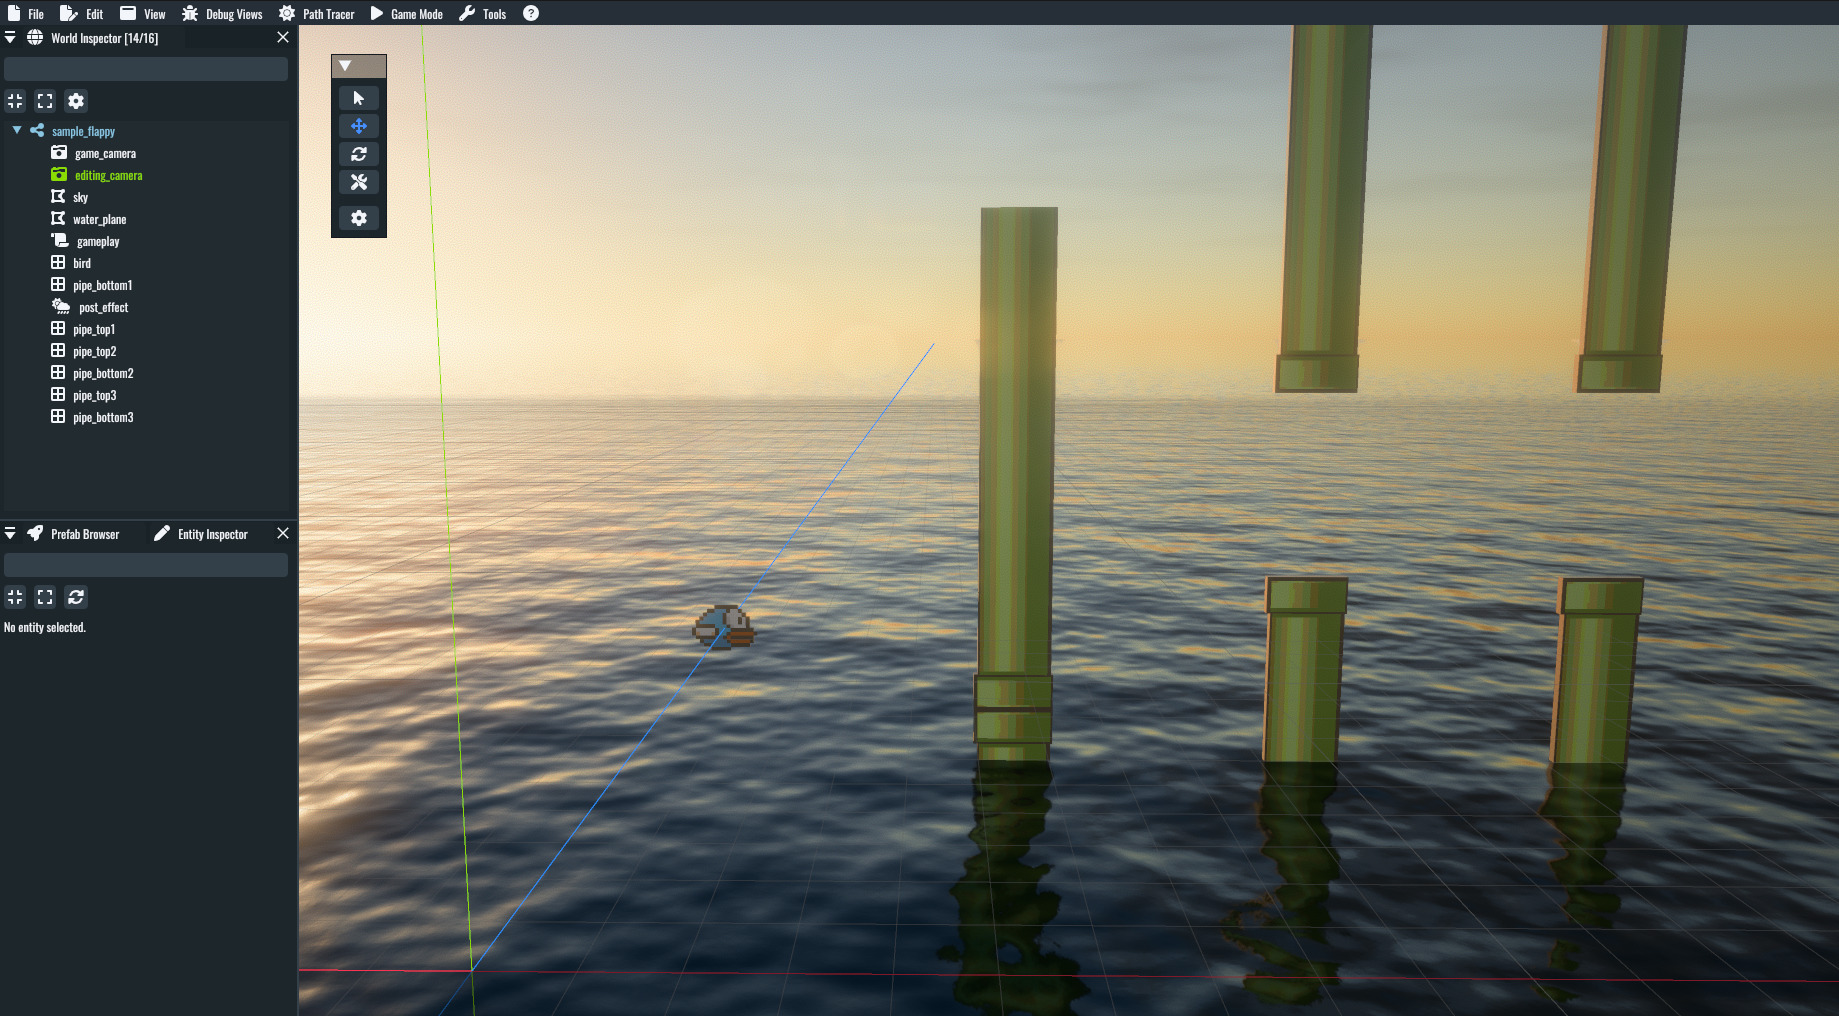 File Edit View Debug Views Path Tracer Game Mode Tools ?
World Inspector [14/16]
sample_flappy
game_camera
editing_camera
sky
water_plane
gameplay
bird
pipe_bottom1
post_effect
pipe_top1
pipe_top2
pipe_bottom2
pipe_top3
pipe_bottom3
Prefab Browser Entity Inspector
No entity selected.